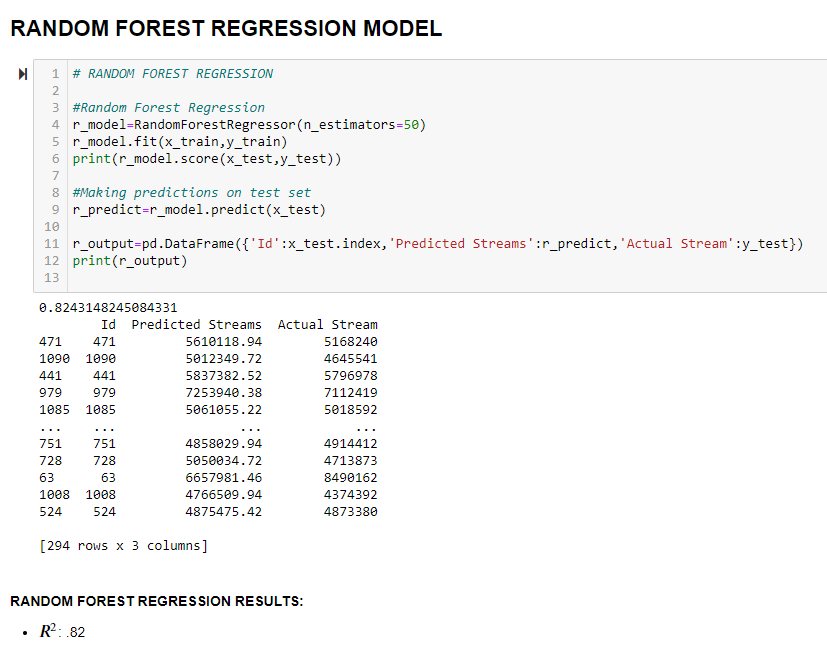 RANDOM FOREST REGRESSION MODEL
1 # RANDOM FOREST REGRESSION
2
3 #Random Forest Regression
4 r_model=RandomForestRegressor(n_estimators=50)
5 r_model.fit(x_train,y_train)
6 print(r_model.score(x_test,y_test))
7
8 #Making predictions on test set
9 r_predict=r_model.predict(x_test)
10
11 r_output=pd.DataFrame({'Id':x_test.index,'Predicted Streams':r_predict,'Actual Stream':y_test})
12 print(r_output)
13
0.8243148245084331
Id Predicted Streams Actual Stream
471 471 5610118.94 5168240
1090 1090 5012349.72 4645541
441 441 5837382.52 5796978
979 979 7253940.38 7112419
1085 1085 5061055.22 5018592
... ... ... ...
751 751 4858029.94 4914412
728 728 5050034.72 4713873
63 63 6657981.46 8490162
1008 1008 4766509.94 4374392
524 524 4875475.42 4873380
[294 rows x 3 columns]
RANDOM FOREST REGRESSION RESULTS:
• R²: .82